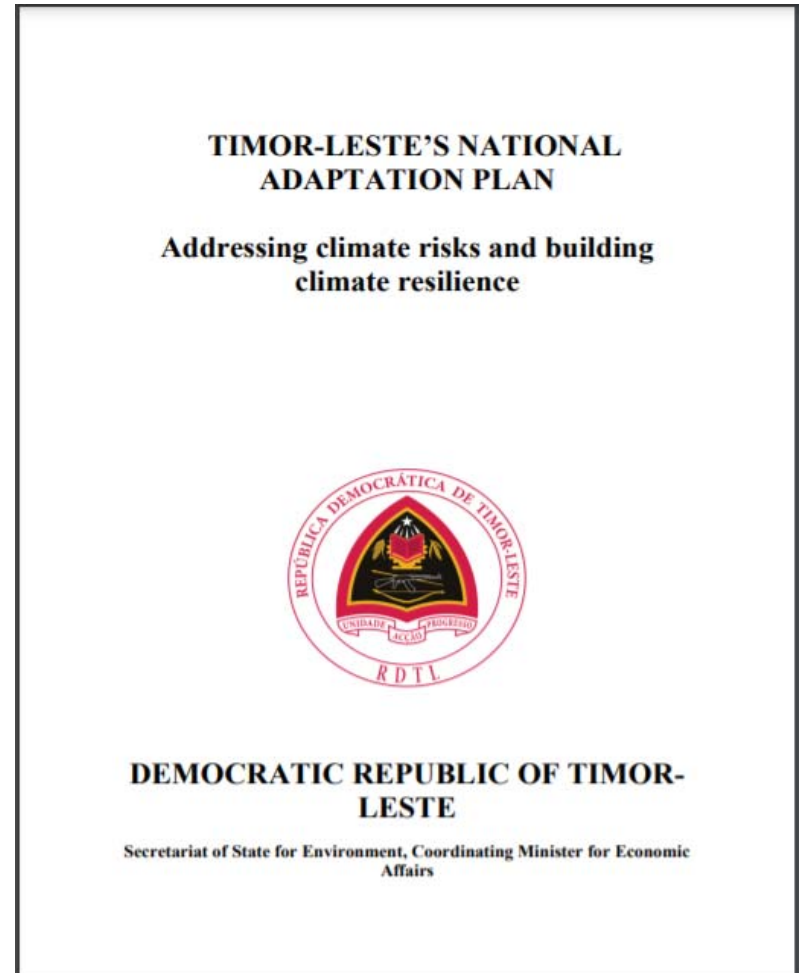 TIMOR-LESTE'S NATIONAL
ADAPTATION PLAN
Addressing climate risks and building
climate resilience
REPÚBLICA DEMOCRÁTICA DE TIMOR-LESTE
UNIDADE ACÇÃO PROGRESSO
RDTL
DEMOCRATIC REPUBLIC OF TIMOR-
LESTE
Secretariat of State for Environment, Coordinating Minister for Economic
Affairs